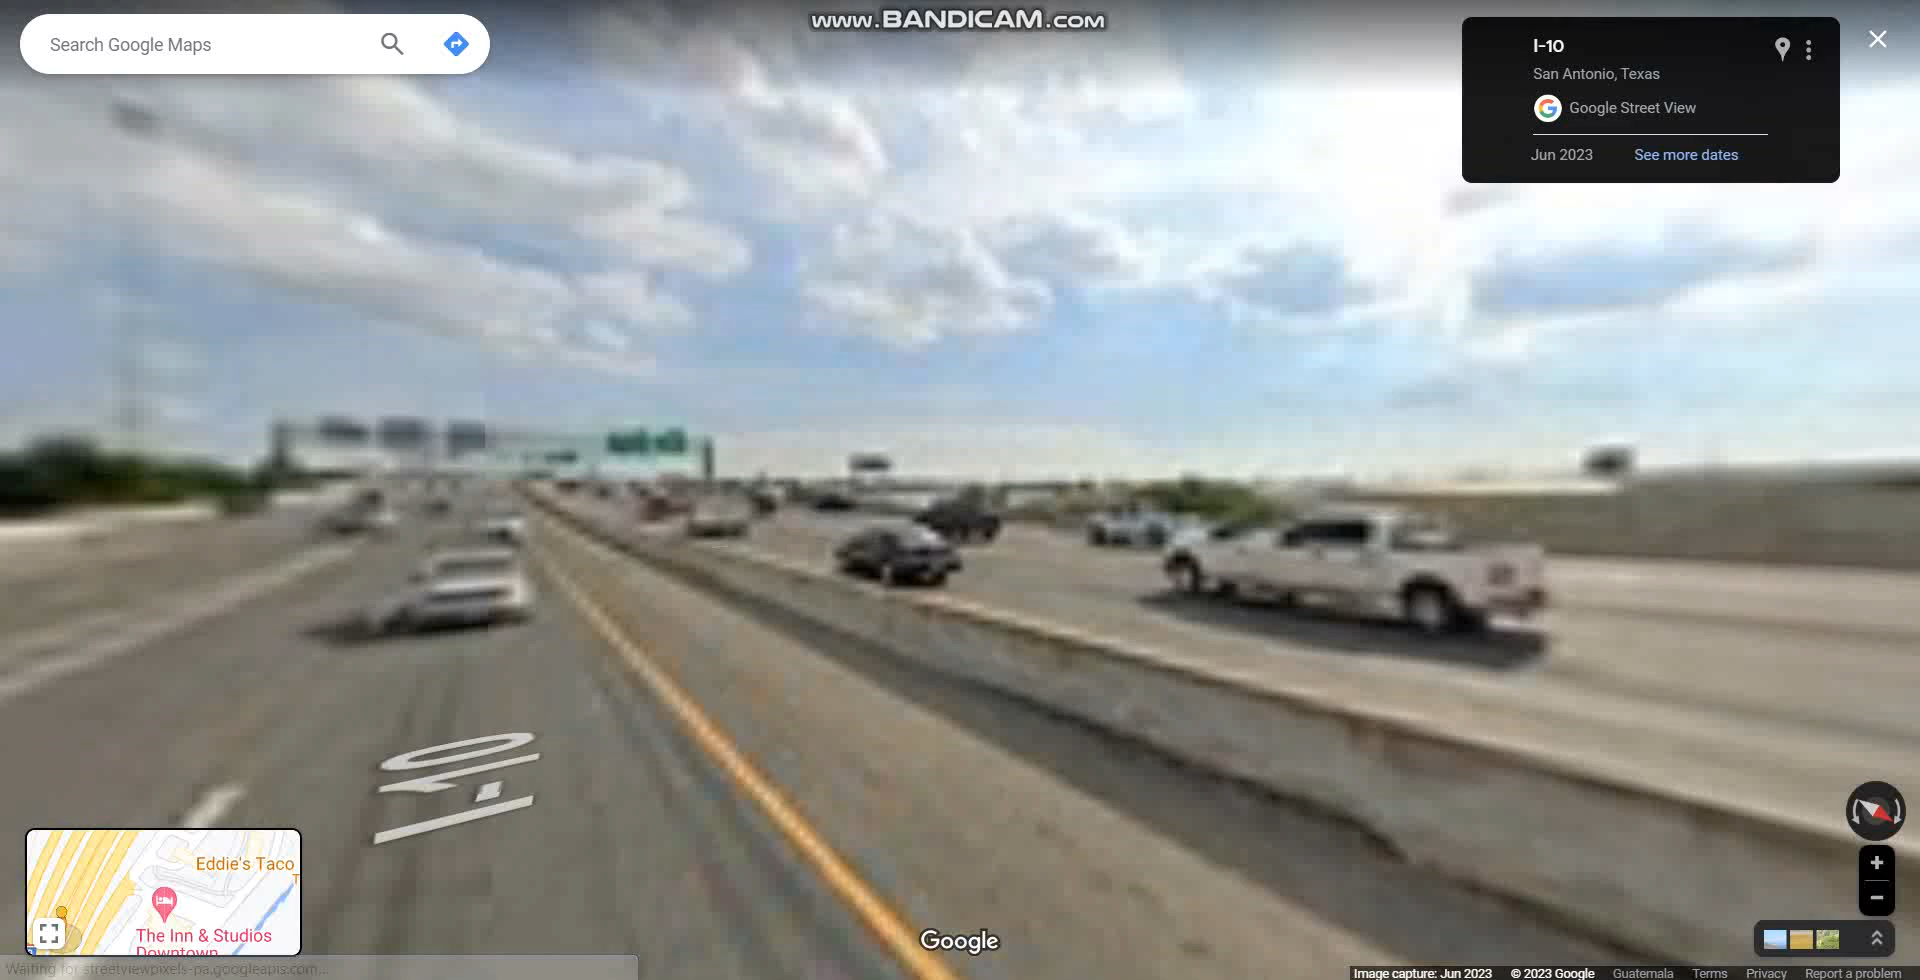 www.BANDICAM.com
Search Google Maps
I-10
San Antonio, Texas
Google Street View
Jun 2023
See more dates
I-10
Eddie's Taco
The Inn & Studios
Downtown
Google
Waiting for streetviewpixels-pa.googleapis.com...
Image capture: Jun 2023 © 2023 Google Guatemala Terms Privacy Report a problem